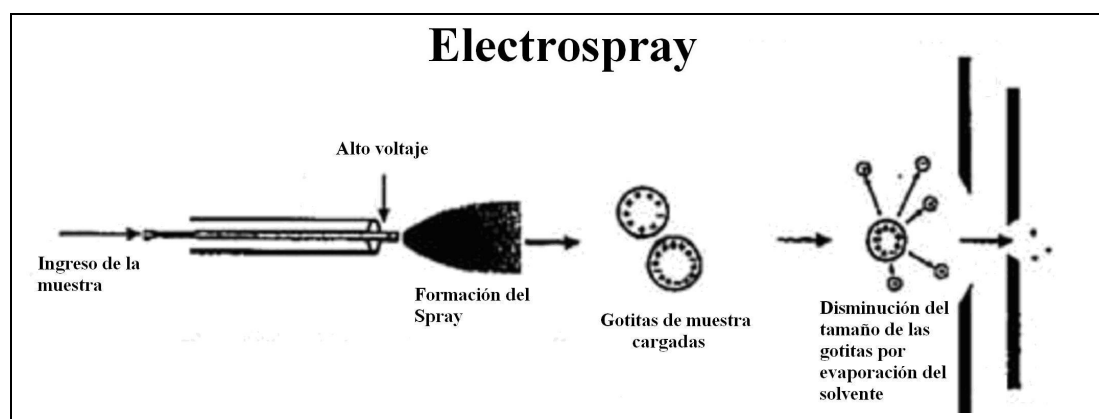 Electrospray
Alto voltaje
Ingreso de la
muestra
Formación del
Spray
Gotitas de muestra
cargadas
Disminución del
tamaño de las
gotitas por
evaporación del
solvente